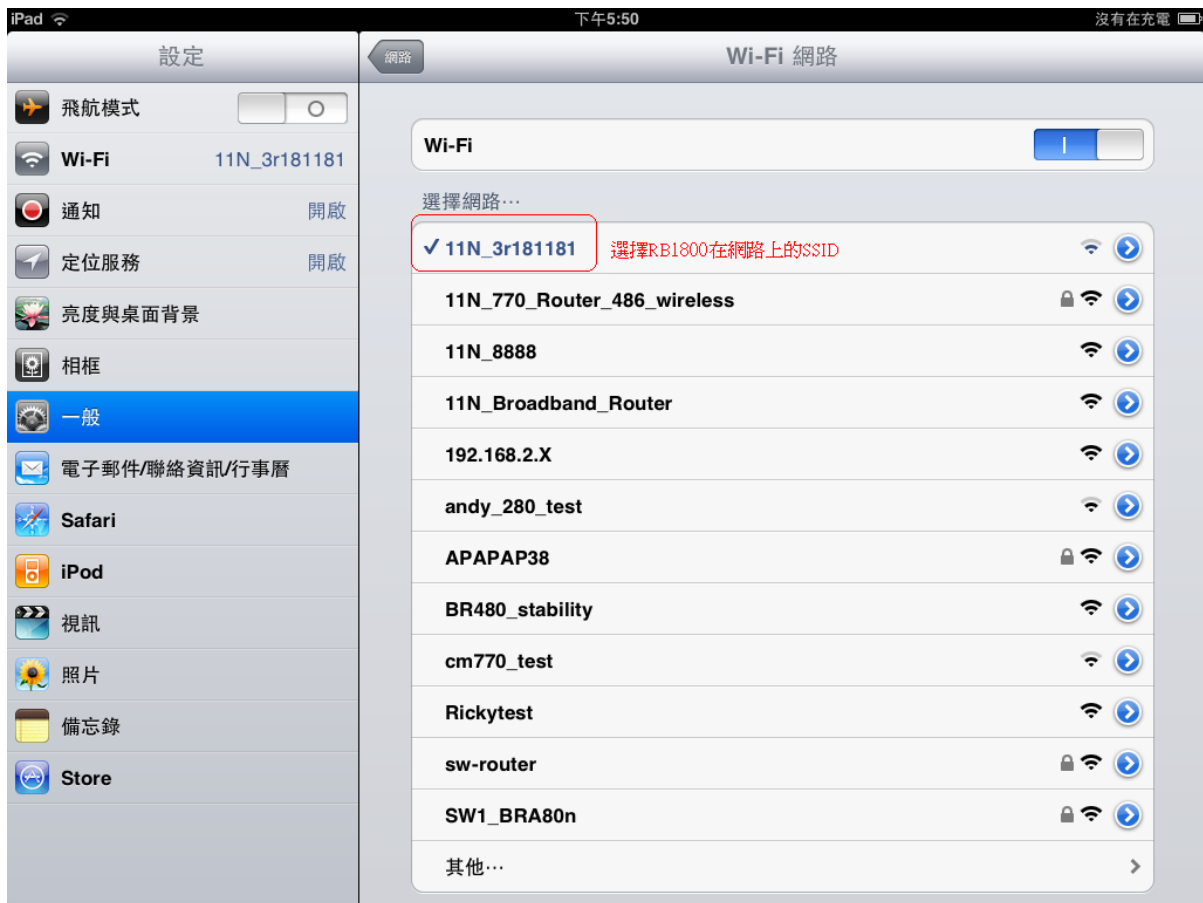 iPad 下午5:50 沒有在充電
設定
網路 Wi-Fi 網路
飛航模式
Wi-Fi 11N_3r181181
通知 開啟
定位服務 開啟
亮度與桌面背景
相框
一般
電子郵件/聯絡資訊/行事曆
Safari
iPod
視訊
照片
備忘錄
Store
Wi-Fi
選擇網路…
11N_3r181181 選擇RB1800在網路上的SSID
11N_770_Router_486_wireless
11N_8888
11N_Broadband_Router
192.168.2.X
andy_280_test
APAPAP38
BR480_stability
cm770_test
Rickytest
sw-router
SW1_BRA80n
其他…